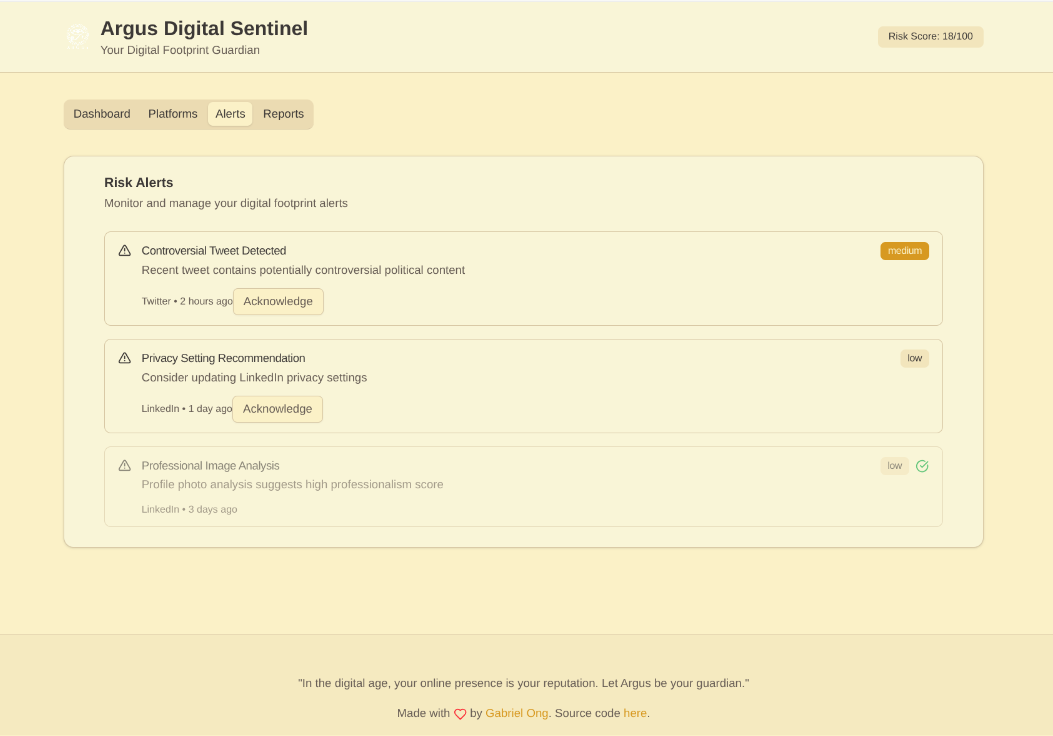 Argus Digital Sentinel
Your Digital Footprint Guardian
Risk Score: 18/100
Dashboard Platforms Alerts Reports
Risk Alerts
Monitor and manage your digital footprint alerts
Controversial Tweet Detected medium
Recent tweet contains potentially controversial political content
Twitter • 2 hours ago Acknowledge
Privacy Setting Recommendation low
Consider updating LinkedIn privacy settings
LinkedIn • 1 day ago Acknowledge
Professional Image Analysis low
Profile photo analysis suggests high professionalism score
LinkedIn • 3 days ago
"In the digital age, your online presence is your reputation. Let Argus be your guardian."
Made with by Gabriel Ong. Source code here.